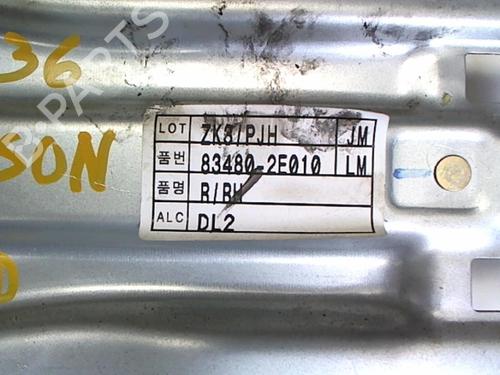 36
SON
D
LOT ZK8/PJH JM
품번 83480-2E010 LM
품명 R/RH
ALC DL2